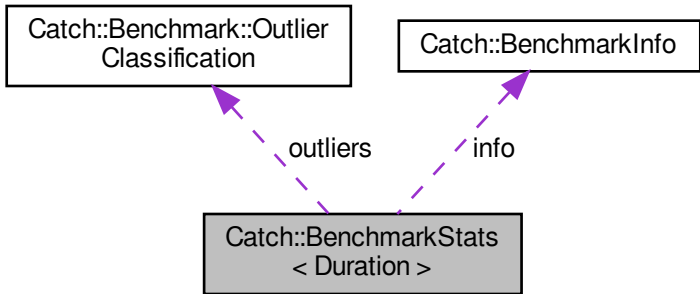 Catch::Benchmark::Outlier
Classification
Catch::BenchmarkInfo
outliers
info
Catch::BenchmarkStats
< Duration >